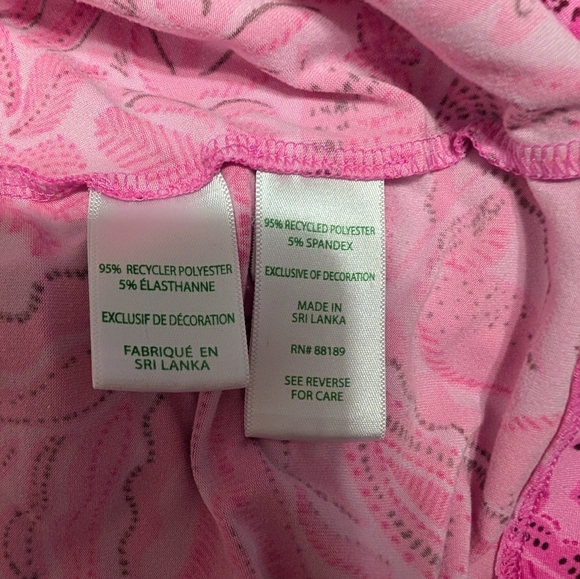 95% RECYCLER POLYESTER
5% ÉLASTHANNE
EXCLUSIF DE DÉCORATION
FABRIQUÉ EN
SRI LANKA
95% RECYCLED POLYESTER
5% SPANDEX
EXCLUSIVE OF DECORATION
MADE IN
SRI LANKA
RN# 88189
SEE REVERSE
FOR CARE